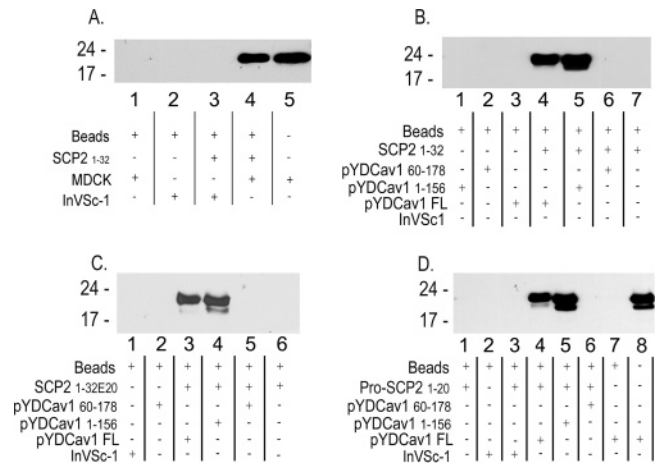 A.
24 -
17 -
1 2 3 4 5
Beads + + + + -
SCP2 1-32 - - + + -
MDCK + - - + +
InVSc-1 - + + - -
B.
24 -
17 -
1 2 3 4 5 6 7
Beads + + + + + + +
SCP2 1-32 - - - + + + +
pYDCav1 60-178 - + - - - + -
pYDCav1 1-156 + - - - + - -
pYDCav1 FL - - + + - - -
InVSc1 - - - - - - -
C.
24 -
17 -
1 2 3 4 5 6
Beads + + + + + +
SCP2 1-32E20 - - + + + +
pYDCav1 60-178 - + - - + -
pYDCav1 1-156 - - - + - -
pYDCav1 FL - - + - - -
InVSc-1 + - - - - -
D.
24 -
17 -
1 2 3 4 5 6 7 8
Beads + + + + + + + -
Pro-SCP2 1-20 + - + + + + - -
pYDCav1 60-178 - - - - - + - -
pYDCav1 1-156 - - - - + - - -
pYDCav1 FL - - - + - - + +
InVSc-1 - + + - - - - -